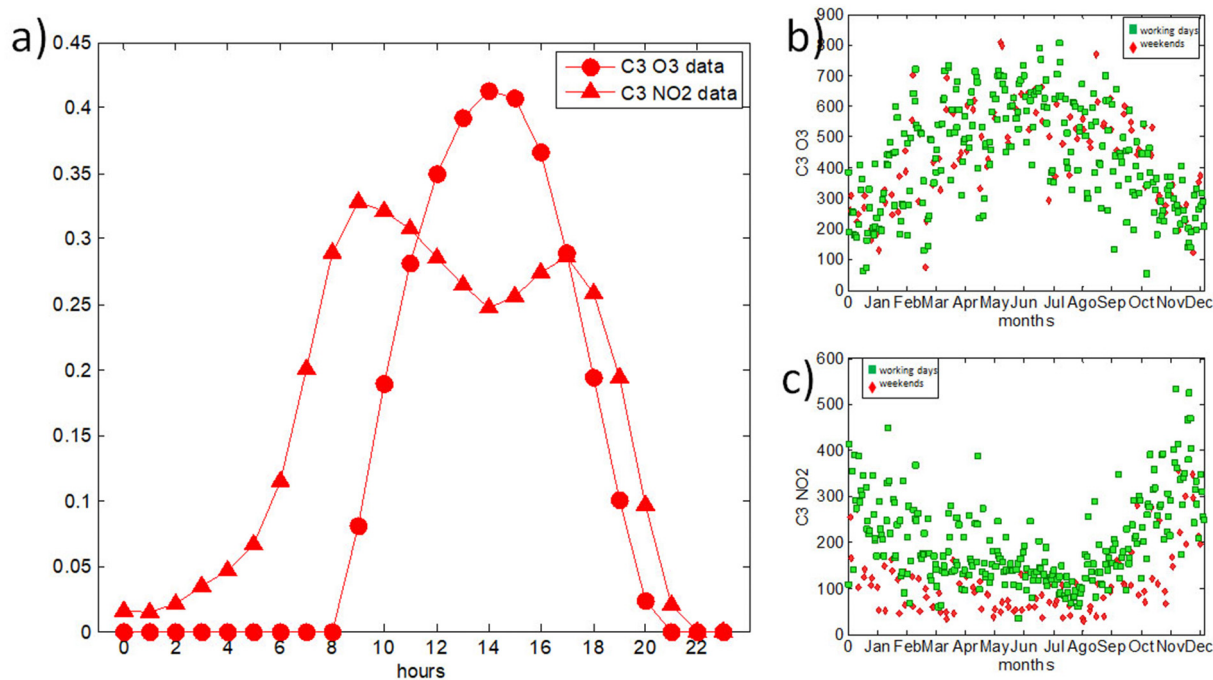 a)
0.45
0.4
0.35
0.3
0.25
0.2
0.15
0.1
0.05
0
0 2 4 6 8 10 12 14 16 18 20 22
hours
C3 O3 data
C3 NO2 data
b)
900
800
700
600
500
400
300
200
100
0
C3 O3
working days
weekends
0 Jan Feb Mar Apr May Jun Jul Ago Sep Oct Nov Dec
months
c)
600
500
400
300
200
100
0
C3 NO2
working days
weekends
0 Jan Feb Mar Apr May Jun Jul Ago Sep Oct Nov Dec
months